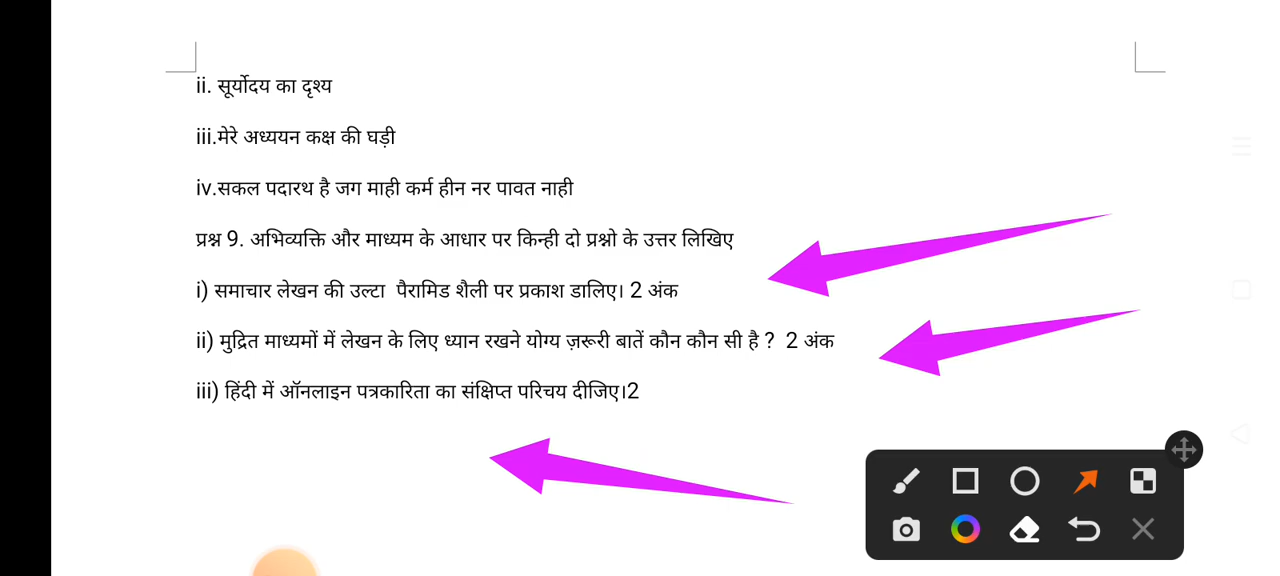 ii. सूर्योदय का दृश्य
iii.मेरे अध्ययन कक्ष की घड़ी
iv.सकल पदारथ है जग माही कर्म हीन नर पावत नाही
प्रश्न 9. अभिव्यक्ति और माध्यम के आधार पर किन्ही दो प्रश्नो के उत्तर लिखिए
i) समाचार लेखन की उल्टा पैरामिड शैली पर प्रकाश डालिए। 2 अंक
ii) मुद्रित माध्यमों में लेखन के लिए ध्यान रखने योग्य ज़रूरी बातें कौन कौन सी है ? 2 अंक
iii) हिंदी में ऑनलाइन पत्रकारिता का संक्षिप्त परिचय दीजिए।2